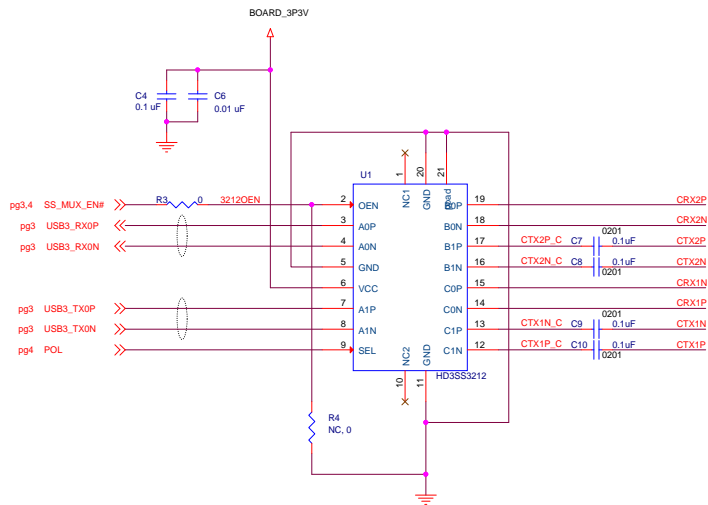 BOARD_3P3V
C4
0.1 uF
C6
0.01 uF
U1
1
20
21
NC1
GND
pad
pg3,4 SS_MUX_EN#
R3
0
3212OEN
2
OEN
B0P
19
CRX2P
pg3 USB3_RX0P
3
A0P
B0N
18
CRX2N
pg3 USB3_RX0N
4
A0N
B1P
17
CTX2P_C
C7
0201
0.1uF
CTX2P
5
GND
B1N
16
CTX2N_C
C8
0.1uF
0201
CTX2N
6
VCC
C0P
15
CRX1N
pg3 USB3_TX0P
7
A1P
C0N
14
CRX1P
pg3 USB3_TX0N
8
A1N
C1P
13
CTX1N_C
C9
0201
0.1uF
CTX1N
pg4 POL
9
SEL
C1N
12
CTX1P_C
C10
0.1uF
0201
CTX1P
NC2
GND
10
11
HD3SS3212
R4
NC, 0